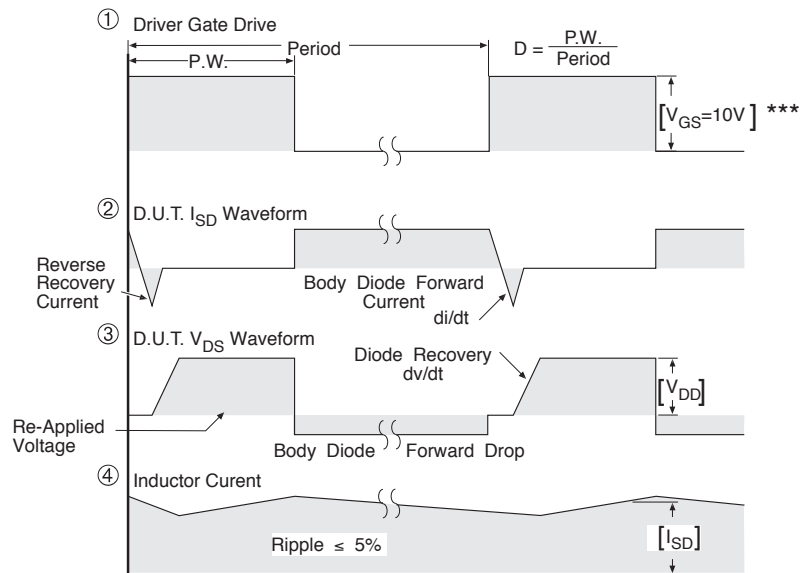 ① Driver Gate Drive
P.W.
Period
D = P.W.
Period
[VGS=10V] ***
② D.U.T. ISD Waveform
Reverse
Recovery
Current
Body Diode Forward
Current
di/dt
③ D.U.T. VDS Waveform
Diode Recovery
dv/dt
[VDD]
Re-Applied
Voltage
Body Diode Forward Drop
④ Inductor Curent
Ripple ≤ 5%
[ISD]